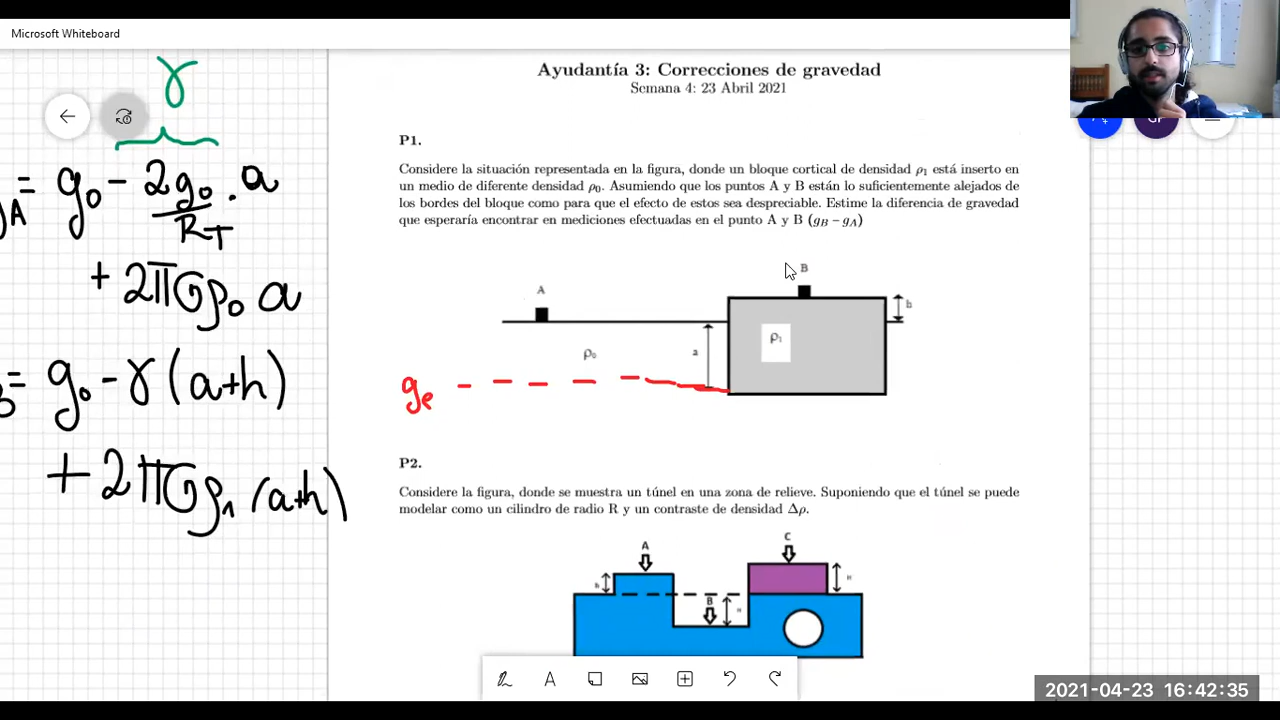 Microsoft Whiteboard
γ
A = g₀ - 2g₀/R_T . a
+ 2πGρ₀ a
= g₀ - γ(a+h)
+ 2πGρ₁ (a+h)
Ayudantía 3: Correcciones de gravedad
Semana 4: 23 Abril 2021
P1.
Considere la situación representada en la figura, donde un bloque cortical de densidad ρ₁ está inserto en
un medio de diferente densidad ρ₀. Asumiendo que los puntos A y B están lo suficientemente alejados de
los bordes del bloque como para que el efecto de estos sea despreciable. Estime la diferencia de gravedad
que esperaría encontrar en mediciones efectuadas en el punto A y B (g_B − g_A)
B
A
h
ρ₁
a
ρ₀
P2.
Considere la figura, donde se muestra un túnel en una zona de relieve. Suponiendo que el túnel se puede
modelar como un cilindro de radio R y un contraste de densidad Δρ.
C
A
h
B
A
2021-04-23 16:42:35